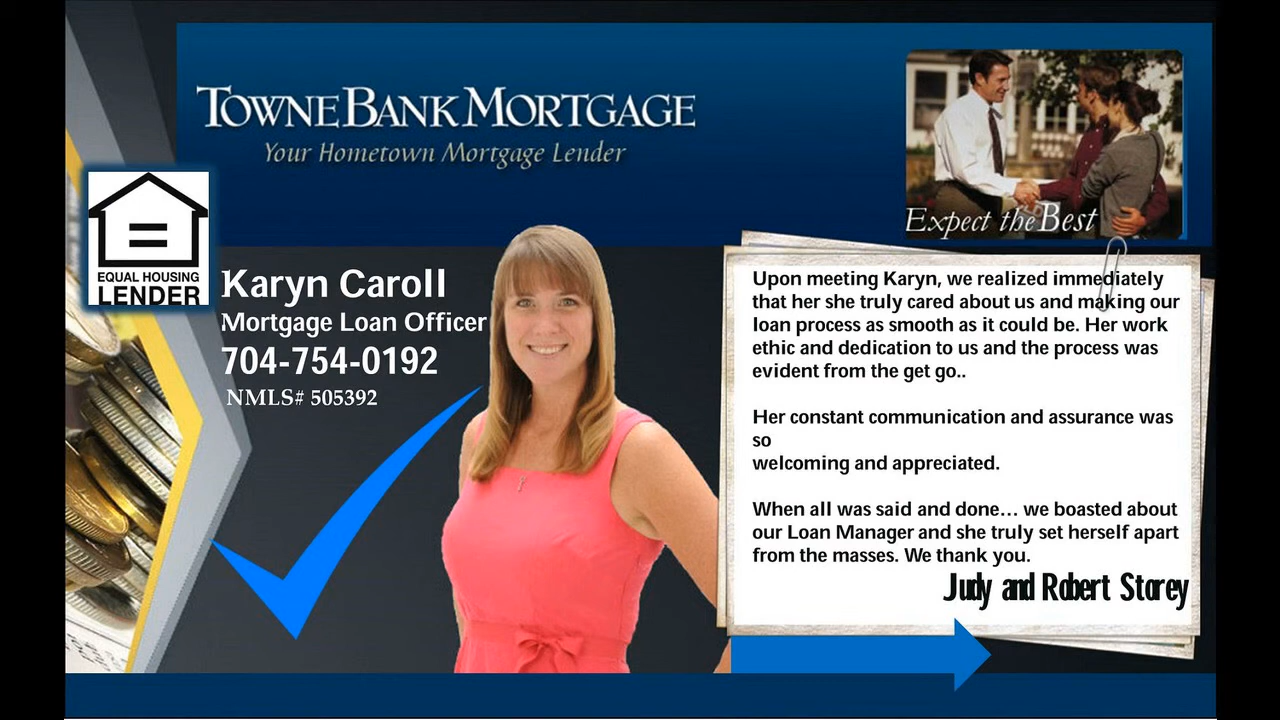 TOWNEBANK MORTGAGE
Your Hometown Mortgage Lender
Expect the Best
EQUAL HOUSING
LENDER
Karyn Caroll
Mortgage Loan Officer
704-754-0192
NMLS# 505392
Upon meeting Karyn, we realized immediately
that her she truly cared about us and making our
loan process as smooth as it could be. Her work
ethic and dedication to us and the process was
evident from the get go..
Her constant communication and assurance was
so
welcoming and appreciated.
When all was said and done… we boasted about
our Loan Manager and she truly set herself apart
from the masses. We thank you.
Judy and Robert Storey